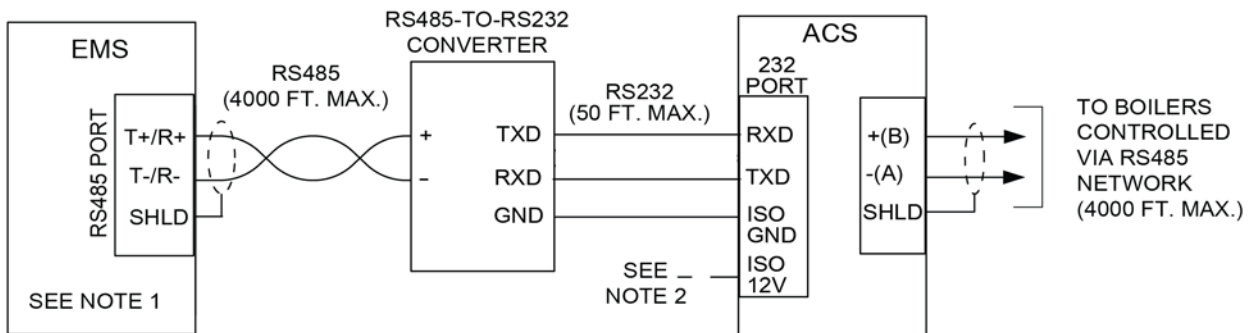 EMS
RS485 PORT
T+/R+
T-/R-
SHLD
SEE NOTE 1
RS485
(4000 FT. MAX.)
RS485-TO-RS232
CONVERTER
+
–
TXD
RXD
GND
RS232
(50 FT. MAX.)
SEE
NOTE 2
ACS
232
PORT
RXD
TXD
ISO
GND
ISO
12V
+(B)
-(A)
SHLD
TO BOILERS
CONTROLLED
VIA RS485
NETWORK
(4000 FT. MAX.)